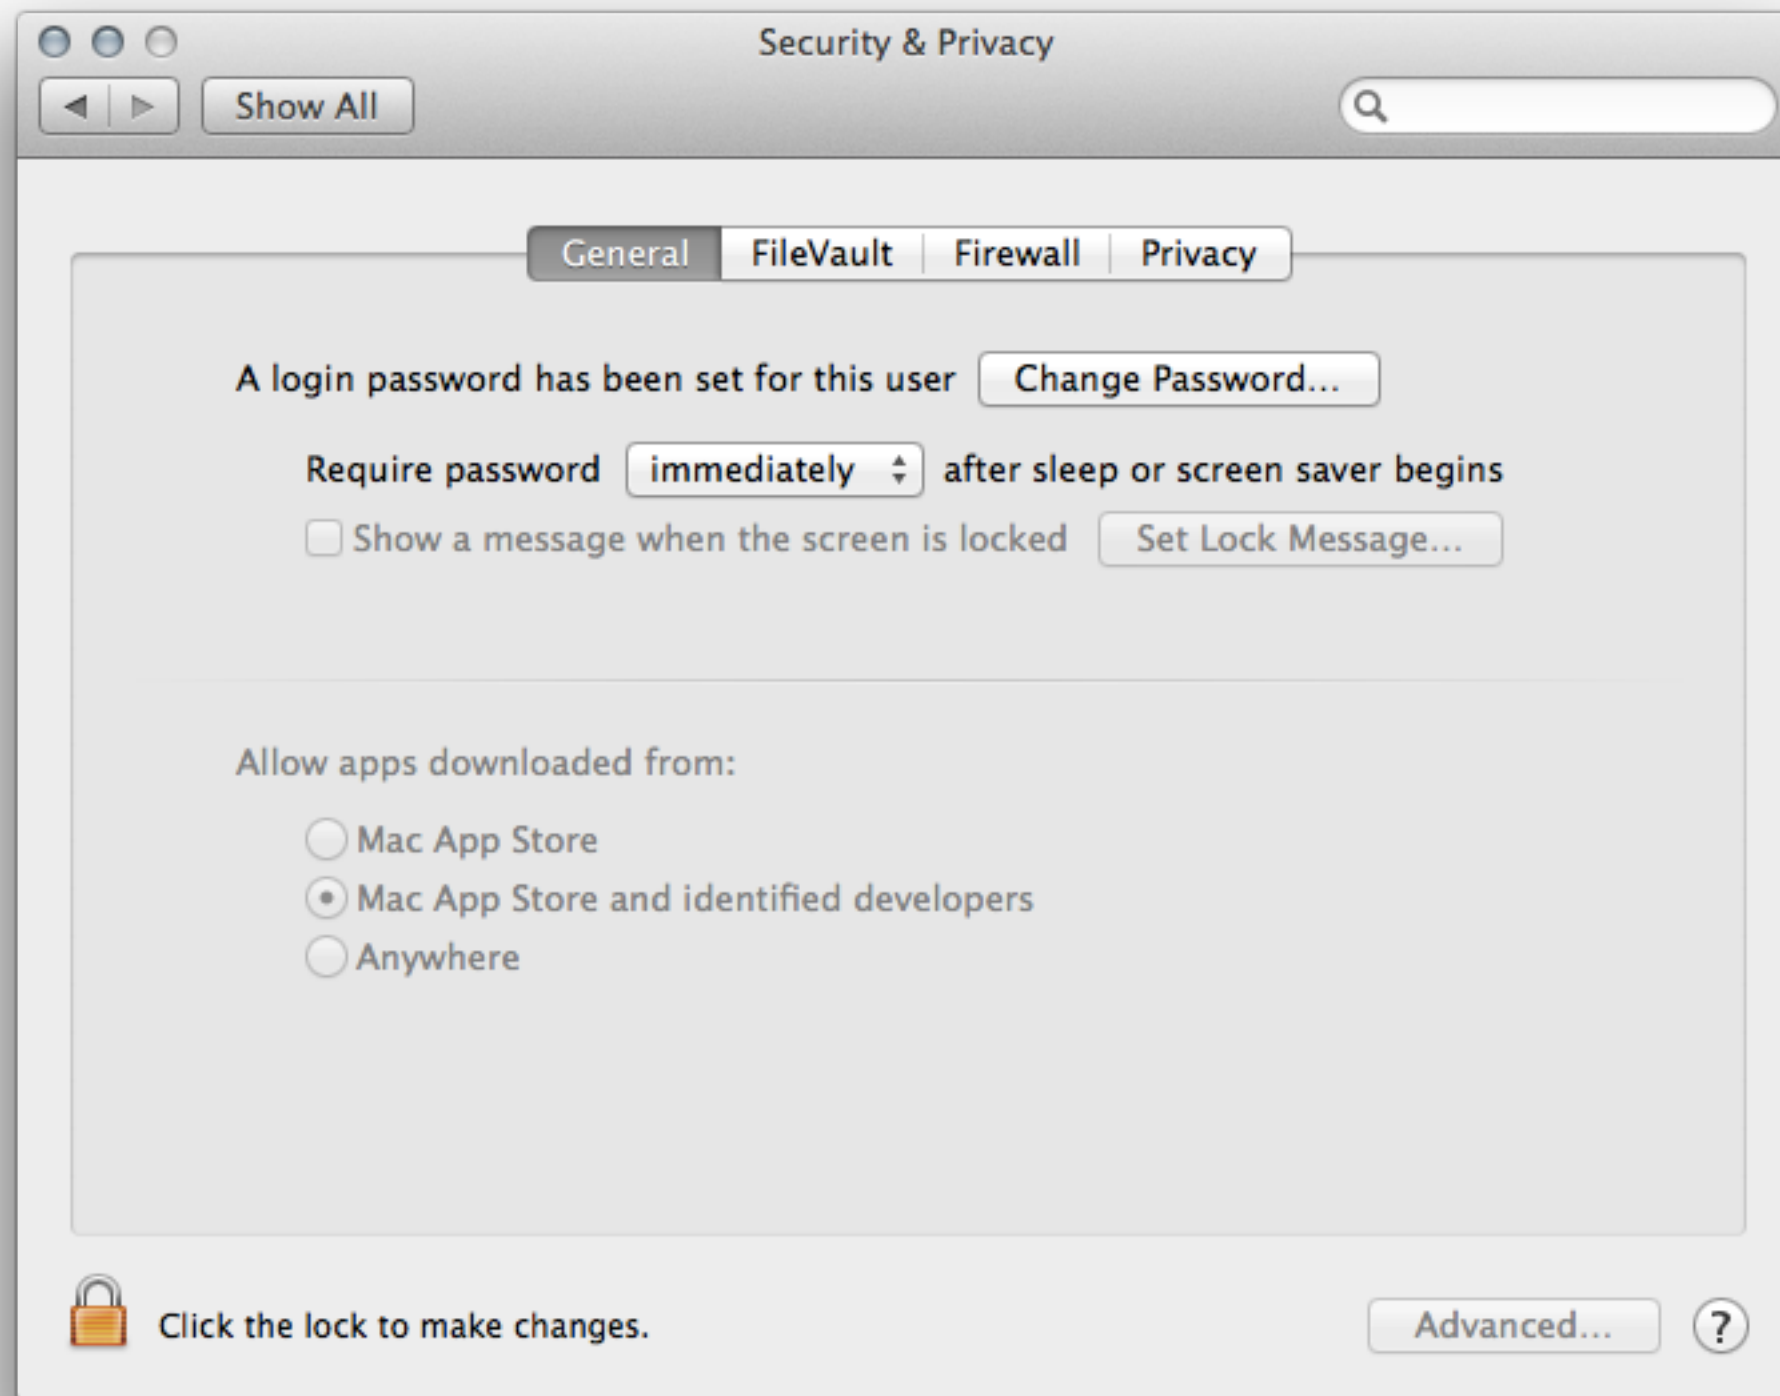 Security & Privacy
Show All
General FileVault Firewall Privacy
A login password has been set for this user Change Password...
Require password immediately after sleep or screen saver begins
Show a message when the screen is locked Set Lock Message...
Allow apps downloaded from:
Mac App Store
Mac App Store and identified developers
Anywhere
Click the lock to make changes. Advanced... ?